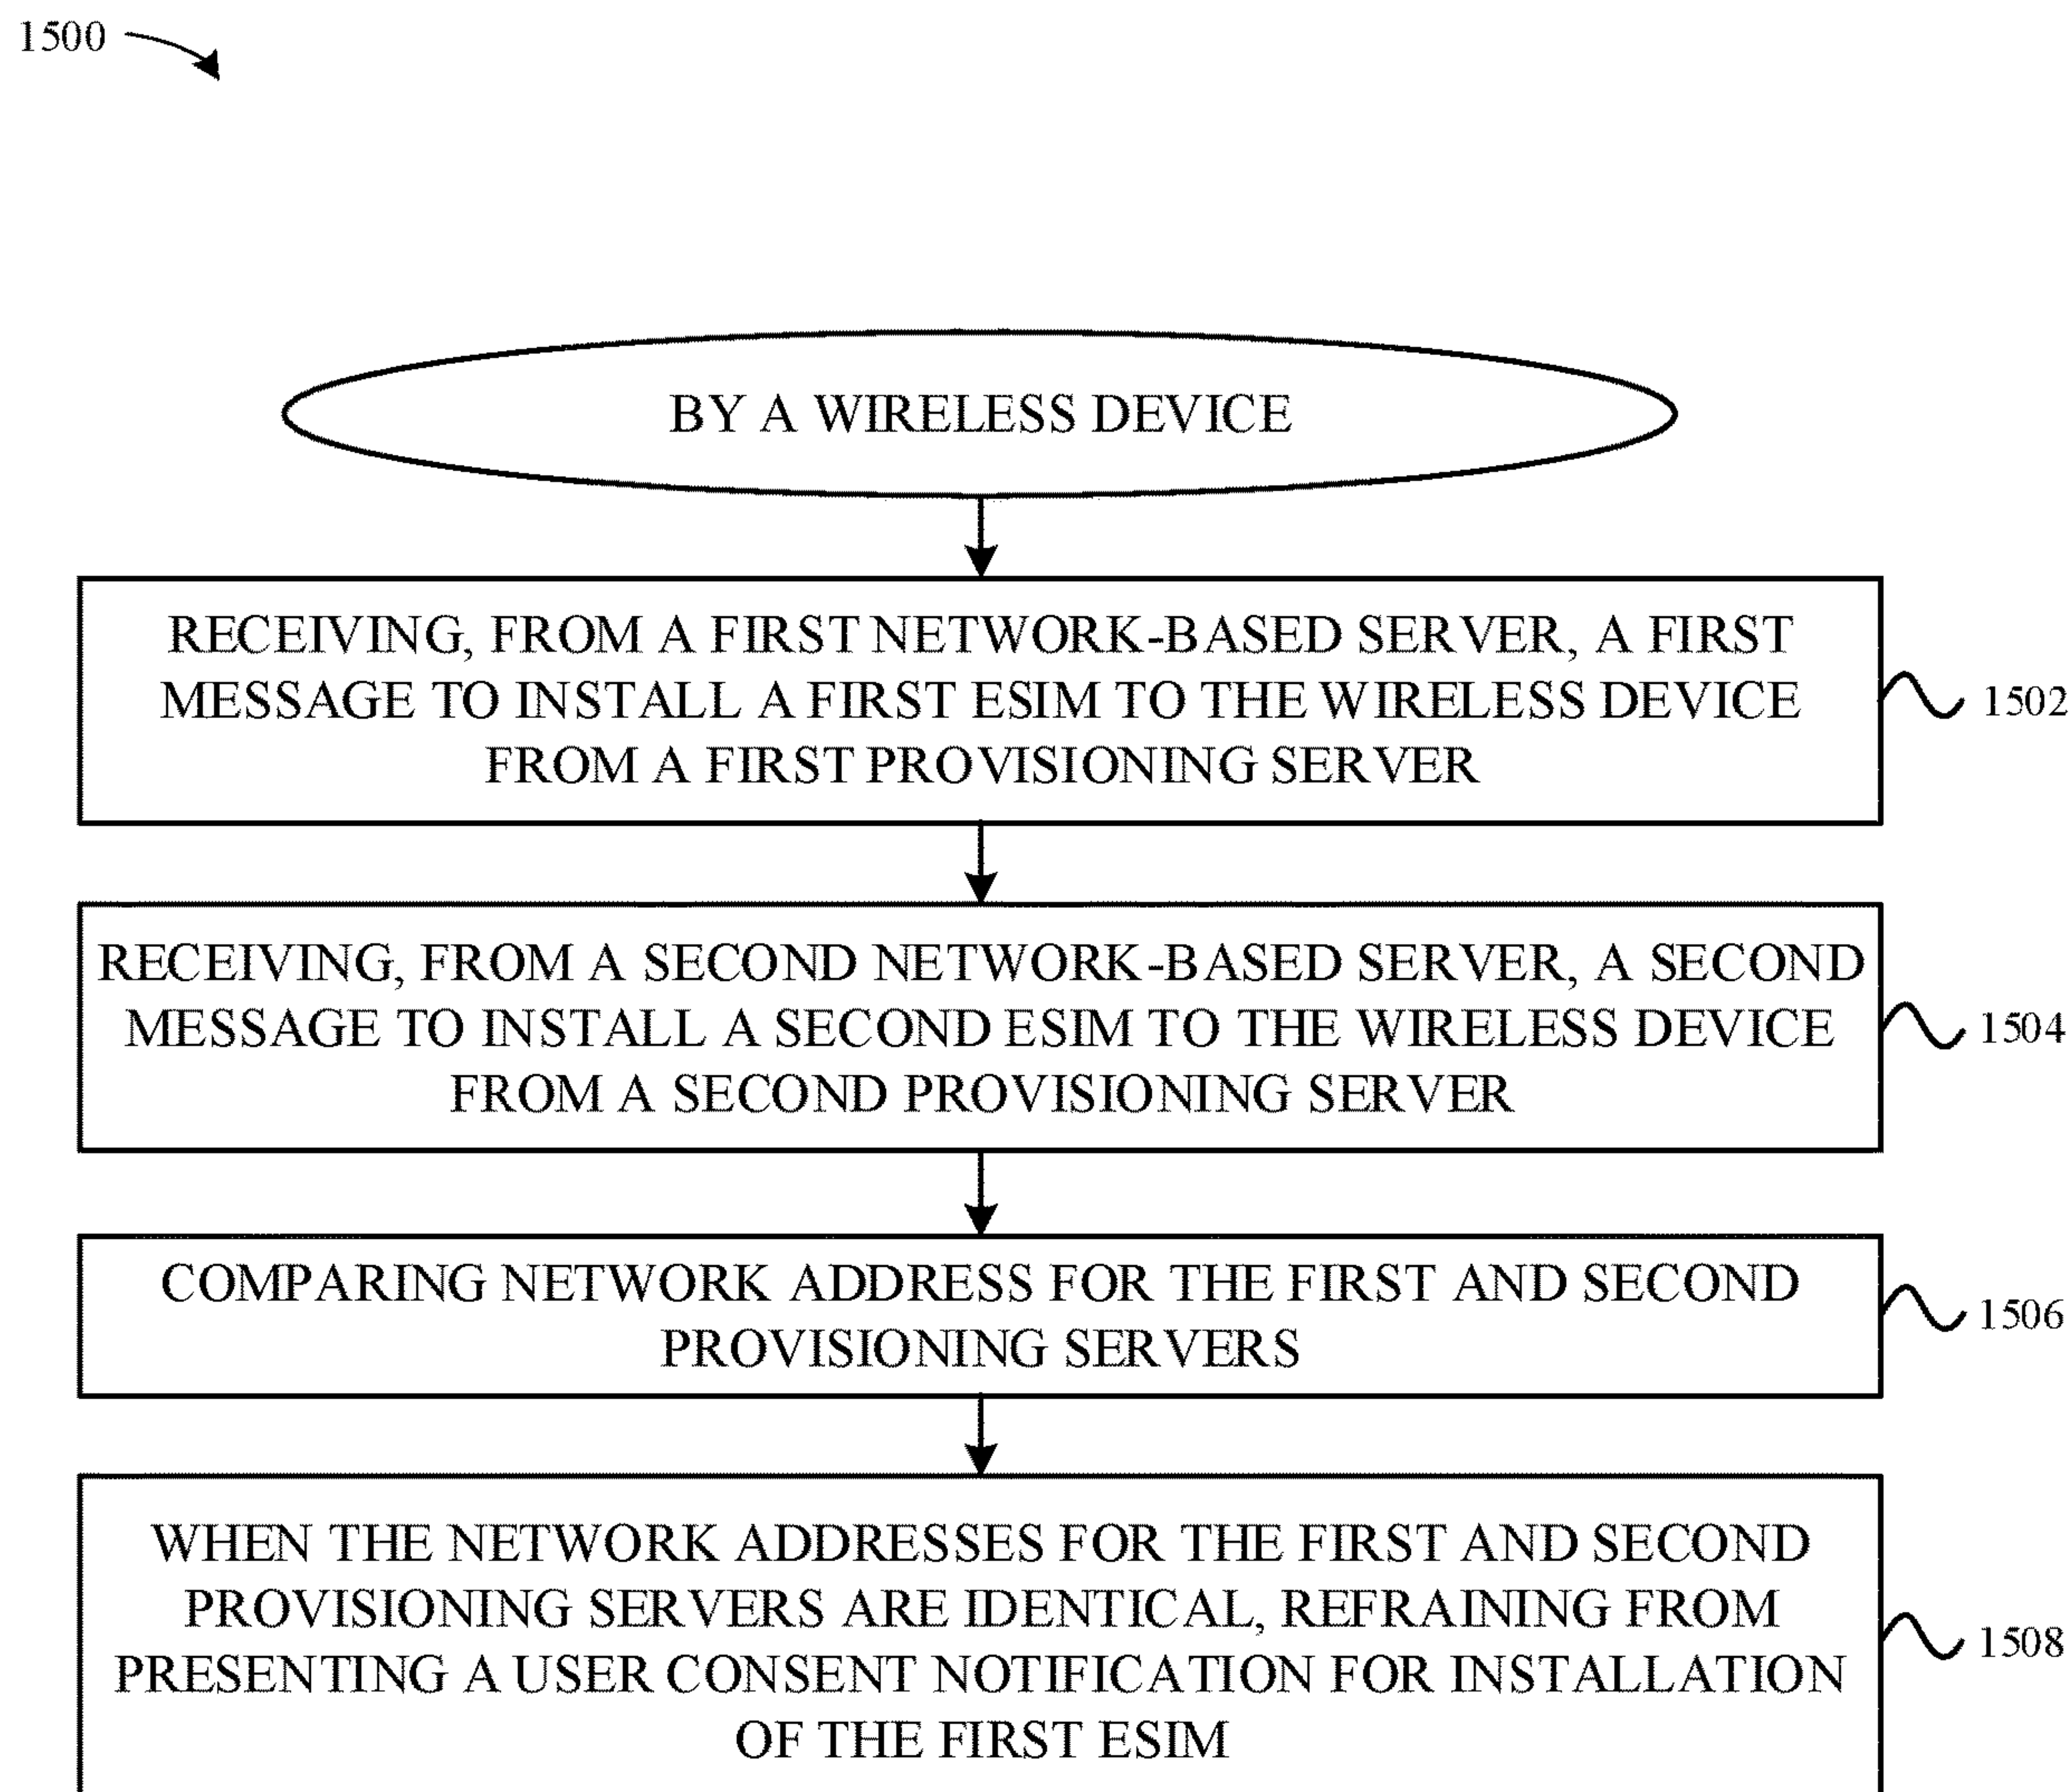 1500
BY A WIRELESS DEVICE
RECEIVING, FROM A FIRST NETWORK-BASED SERVER, A FIRST
MESSAGE TO INSTALL A FIRST ESIM TO THE WIRELESS DEVICE
FROM A FIRST PROVISIONING SERVER
1502
RECEIVING, FROM A SECOND NETWORK-BASED SERVER, A SECOND
MESSAGE TO INSTALL A SECOND ESIM TO THE WIRELESS DEVICE
FROM A SECOND PROVISIONING SERVER
1504
COMPARING NETWORK ADDRESS FOR THE FIRST AND SECOND
PROVISIONING SERVERS
1506
WHEN THE NETWORK ADDRESSES FOR THE FIRST AND SECOND
PROVISIONING SERVERS ARE IDENTICAL, REFRAINING FROM
PRESENTING A USER CONSENT NOTIFICATION FOR INSTALLATION
OF THE FIRST ESIM
1508